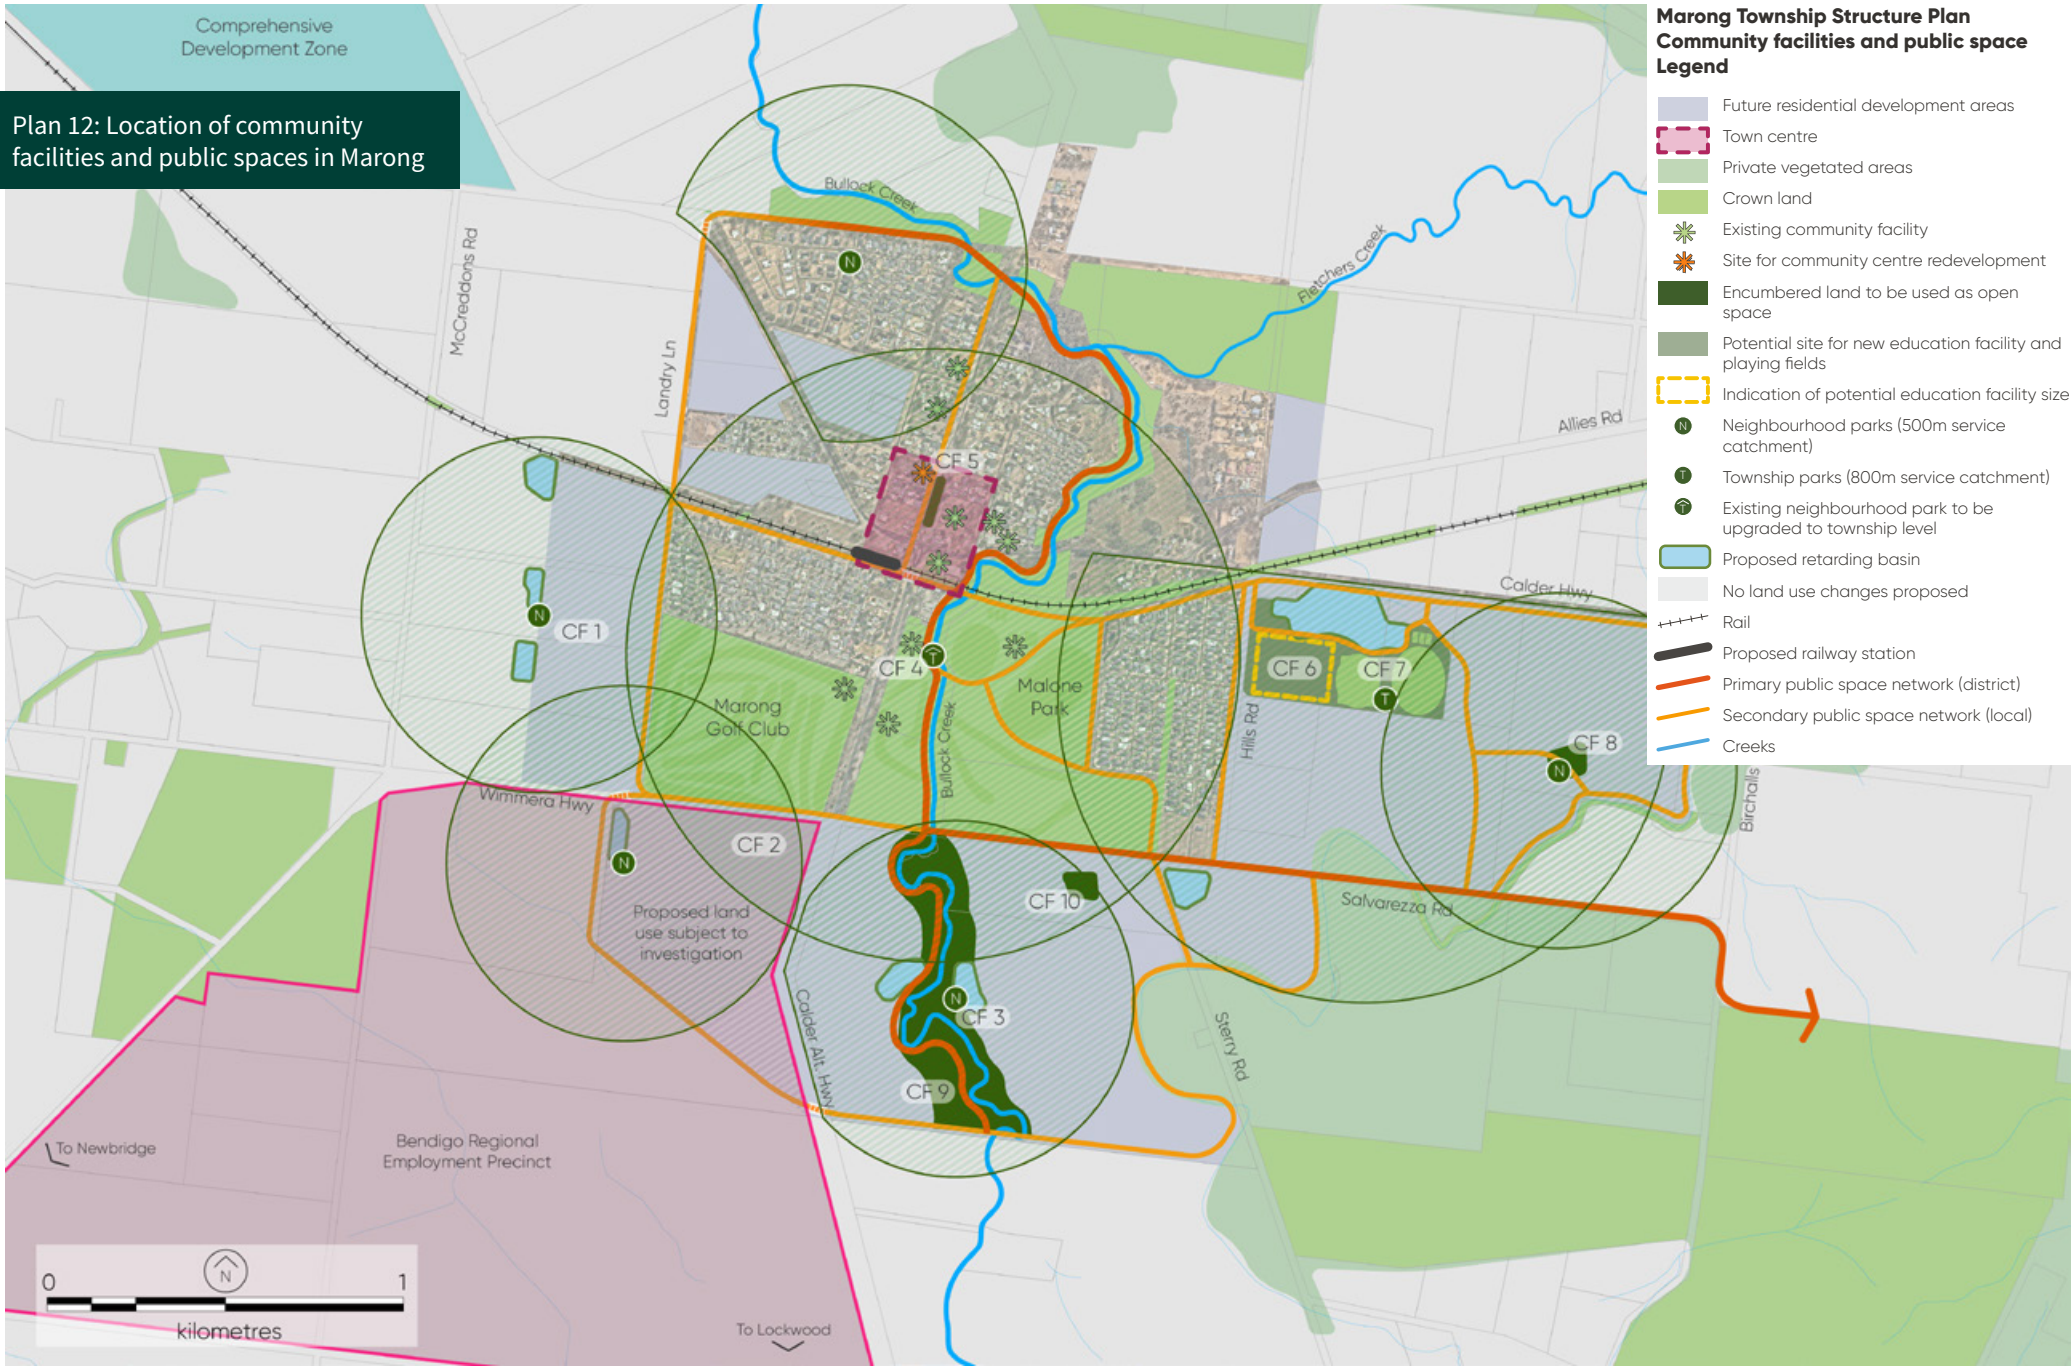 Comprehensive
Development Zone
Plan 12: Location of community
facilities and public spaces in Marong
Marong Township Structure Plan
Community facilities and public space
Legend
Future residential development areas
Town centre
Private vegetated areas
Crown land
Existing community facility
Site for community centre redevelopment
Encumbered land to be used as open
space
Potential site for new education facility and
playing fields
Indication of potential education facility size
N
Neighbourhood parks (500m service
catchment)
T
Township parks (800m service catchment)
T
Existing neighbourhood park to be
upgraded to township level
Proposed retarding basin
No land use changes proposed
Rail
Proposed railway station
Primary public space network (district)
Secondary public space network (local)
Creeks
Bullock Creek
N
McCreddons Rd
Landry Ln
Fletchers Creek
Allies Rd
CF 5
Calder Hwy
N
CF 1
CF 4
T
Marong
Golf Club
Malone
Park
Bullock Creek
Hills Rd
CF 6
CF 7
T
CF 8
N
Birchalls
Wimmera Hwy
CF 2
N
Proposed land
use subject to
investigation
CF 10
Salvarezza Rd
N
CF 3
Calder Alt. Hwy
CF 9
Sterry Rd
To Newbridge
Bendigo Regional
Employment Precinct
N
0
1
kilometres
To Lockwood